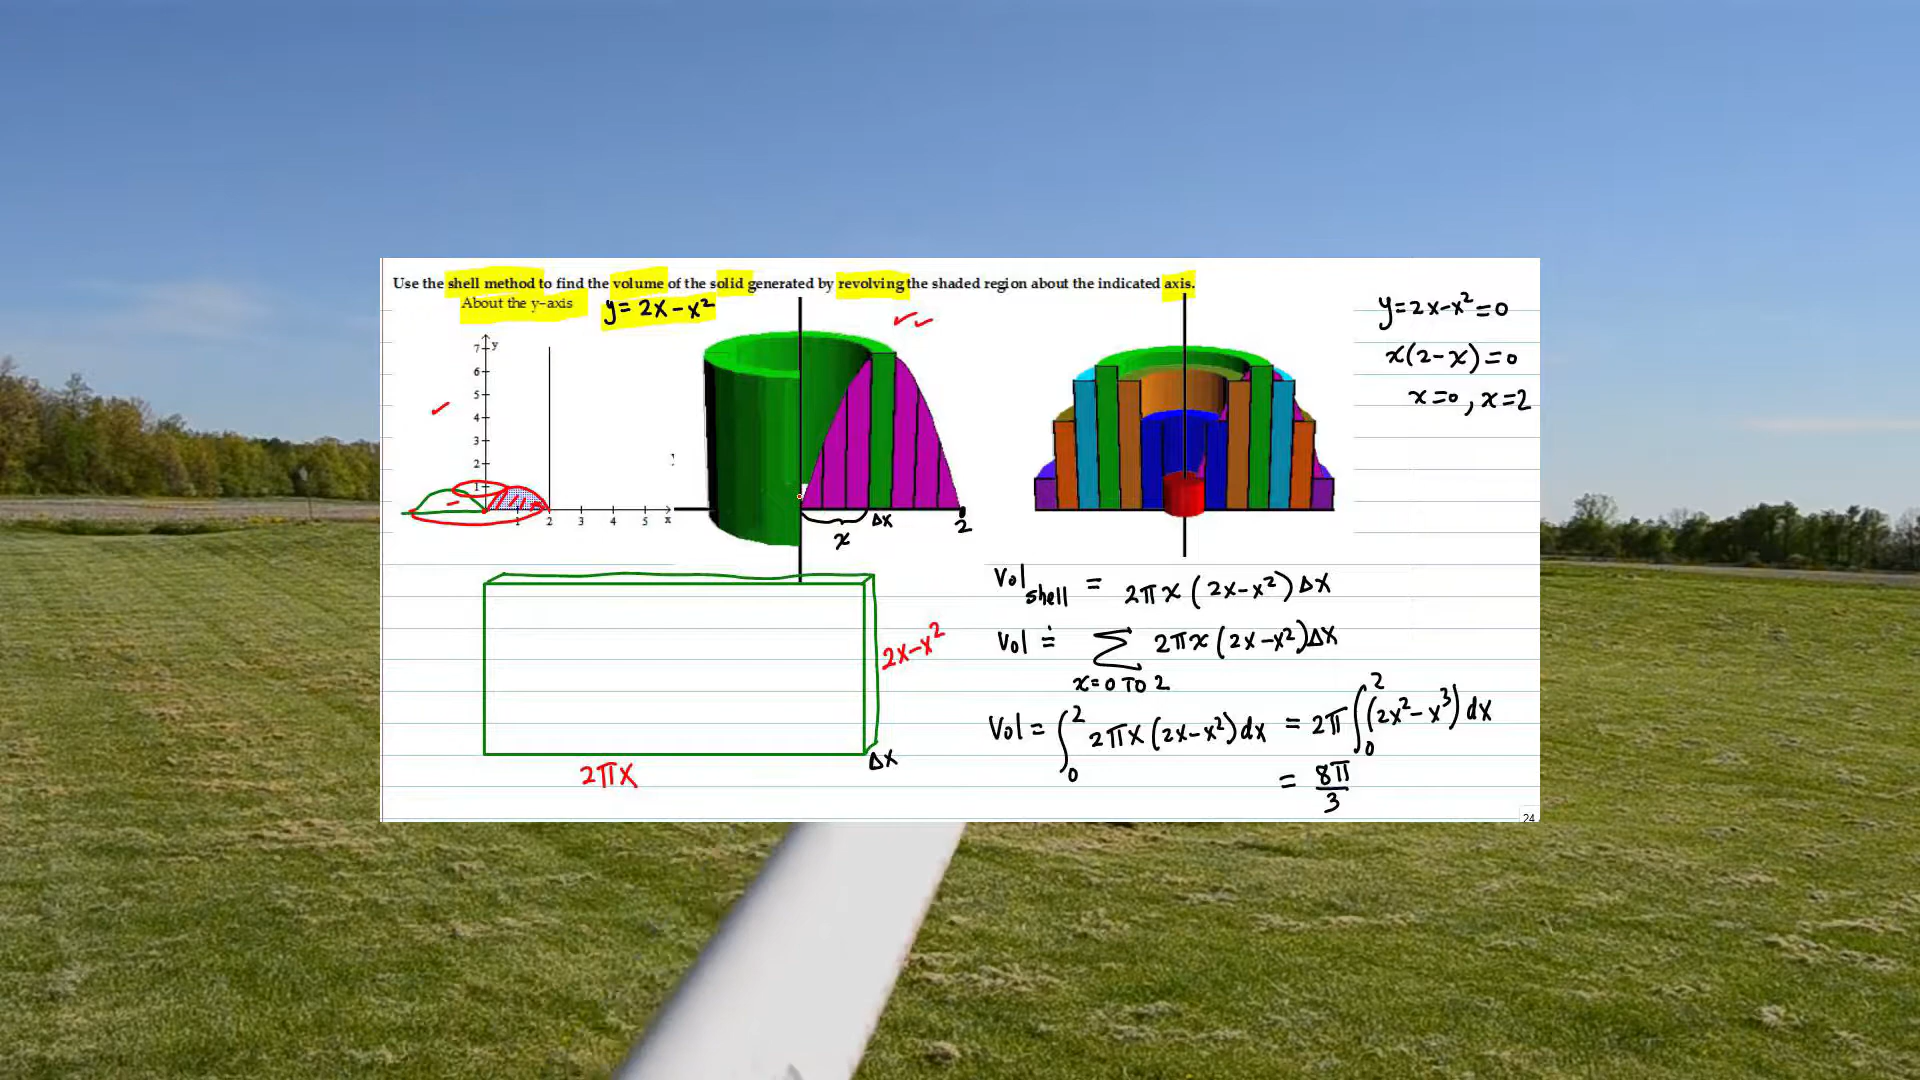 Use the shell method to find the volume of the solid generated by revolving the shaded region about the indicated axis.
About the y-axis
y = 2x - x²
y
7
6
5
4
3
2
1
1 2 3 4 5 x
x Δx 2
y = 2x - x² = 0
x(2 - x) = 0
x = 0, x = 2
2x - x²
2πx
Δx
Vol shell = 2πx (2x - x²) Δx
Vol ≐ Σ 2πx (2x - x²) Δx
x = 0 TO 2
Vol = ∫₀² 2πx (2x - x²) dx = 2π ∫₀² (2x² - x³) dx
= 8π/3
24